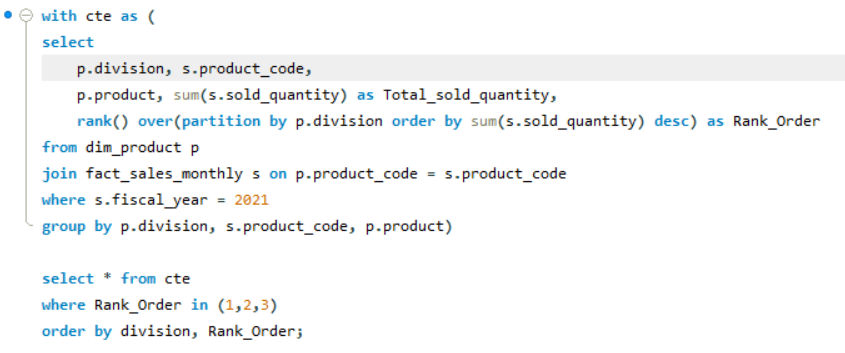 with cte as (
select
p.division, s.product_code,
p.product, sum(s.sold_quantity) as Total_sold_quantity,
rank() over(partition by p.division order by sum(s.sold_quantity) desc) as Rank_Order
from dim_product p
join fact_sales_monthly s on p.product_code = s.product_code
where s.fiscal_year = 2021
group by p.division, s.product_code, p.product)
select * from cte
where Rank_Order in (1,2,3)
order by division, Rank_Order;